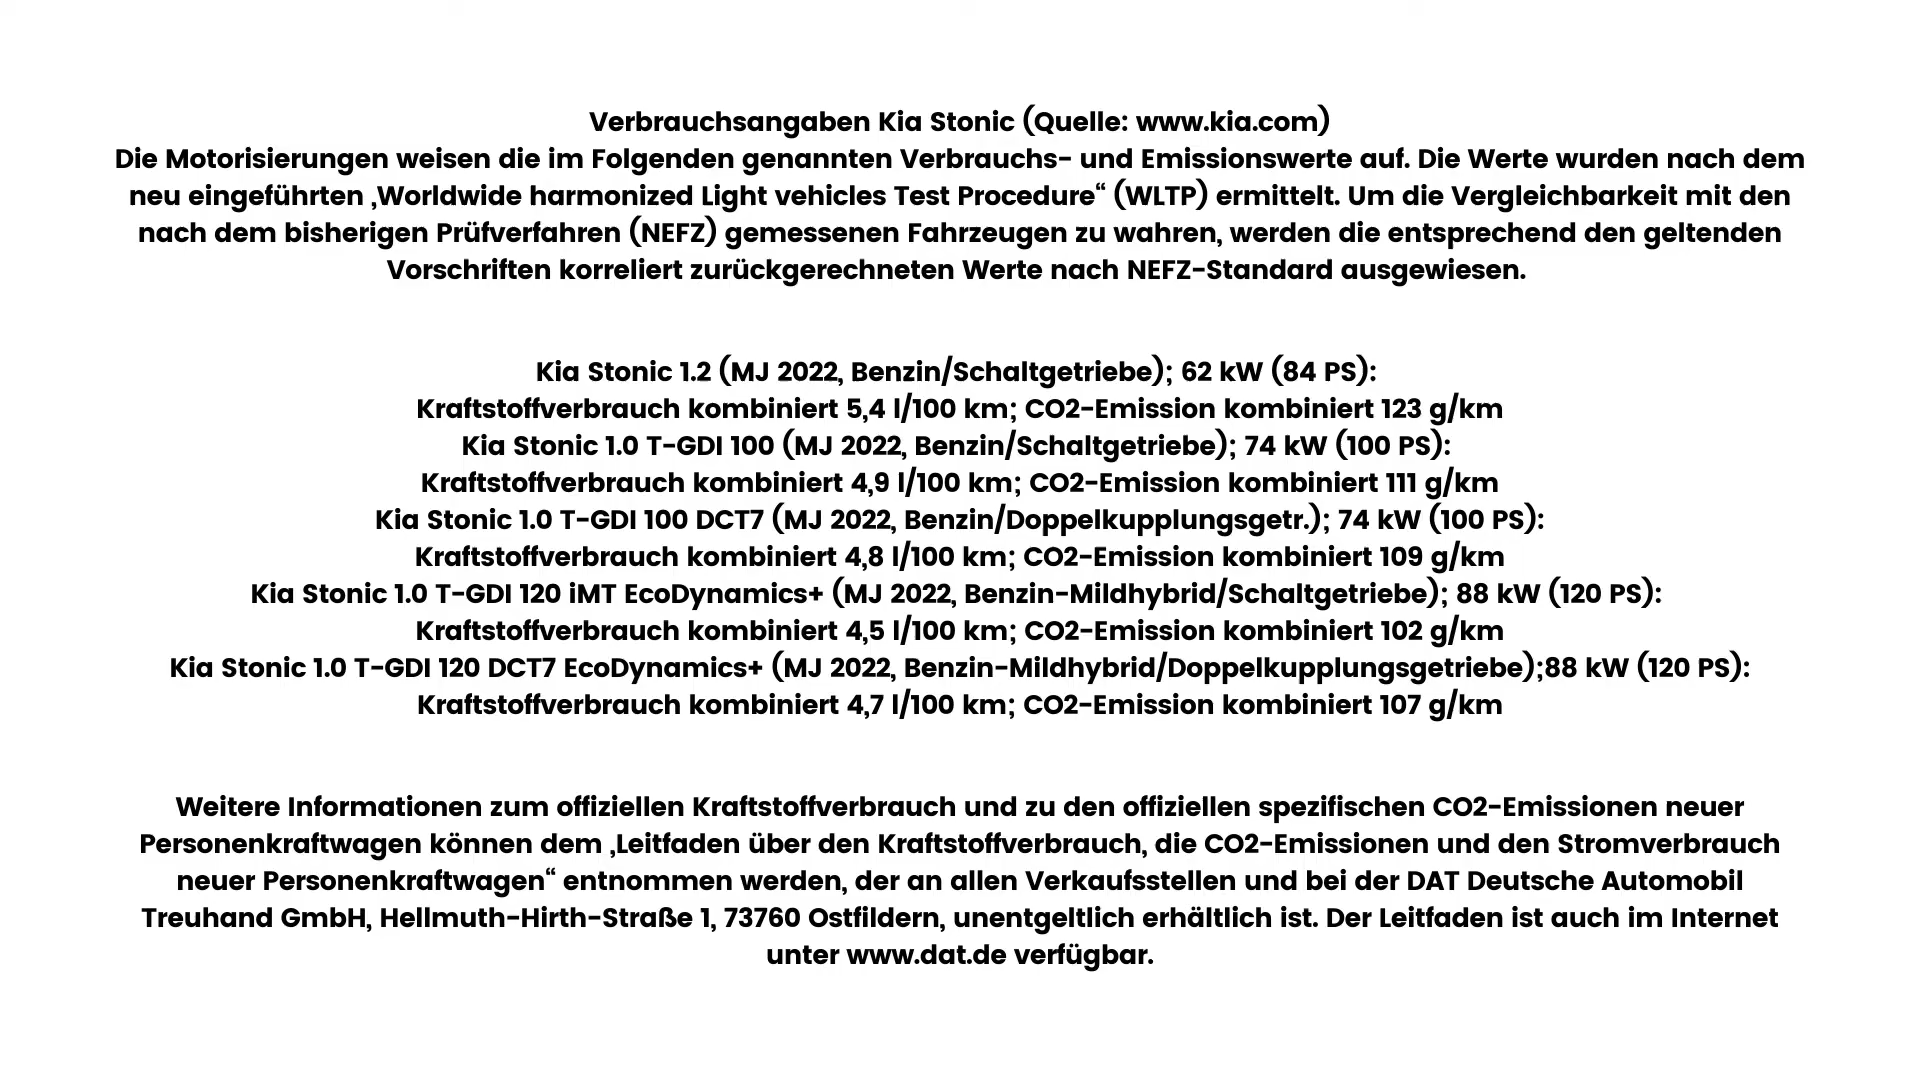 Verbrauchsangaben Kia Stonic (Quelle: www.kia.com)
Die Motorisierungen weisen die im Folgenden genannten Verbrauchs- und Emissionswerte auf. Die Werte wurden nach dem
neu eingeführten ‚Worldwide harmonized Light vehicles Test Procedure“ (WLTP) ermittelt. Um die Vergleichbarkeit mit den
nach dem bisherigen Prüfverfahren (NEFZ) gemessenen Fahrzeugen zu wahren, werden die entsprechend den geltenden
Vorschriften korreliert zurückgerechneten Werte nach NEFZ-Standard ausgewiesen.
Kia Stonic 1.2 (MJ 2022, Benzin/Schaltgetriebe); 62 kW (84 PS):
Kraftstoffverbrauch kombiniert 5,4 l/100 km; CO2-Emission kombiniert 123 g/km
Kia Stonic 1.0 T-GDI 100 (MJ 2022, Benzin/Schaltgetriebe); 74 kW (100 PS):
Kraftstoffverbrauch kombiniert 4,9 l/100 km; CO2-Emission kombiniert 111 g/km
Kia Stonic 1.0 T-GDI 100 DCT7 (MJ 2022, Benzin/Doppelkupplungsgetr.); 74 kW (100 PS):
Kraftstoffverbrauch kombiniert 4,8 l/100 km; CO2-Emission kombiniert 109 g/km
Kia Stonic 1.0 T-GDI 120 iMT EcoDynamics+ (MJ 2022, Benzin-Mildhybrid/Schaltgetriebe); 88 kW (120 PS):
Kraftstoffverbrauch kombiniert 4,5 l/100 km; CO2-Emission kombiniert 102 g/km
Kia Stonic 1.0 T-GDI 120 DCT7 EcoDynamics+ (MJ 2022, Benzin-Mildhybrid/Doppelkupplungsgetriebe);88 kW (120 PS):
Kraftstoffverbrauch kombiniert 4,7 l/100 km; CO2-Emission kombiniert 107 g/km
Weitere Informationen zum offiziellen Kraftstoffverbrauch und zu den offiziellen spezifischen CO2-Emissionen neuer
Personenkraftwagen können dem ‚Leitfaden über den Kraftstoffverbrauch, die CO2-Emissionen und den Stromverbrauch
neuer Personenkraftwagen“ entnommen werden, der an allen Verkaufsstellen und bei der DAT Deutsche Automobil
Treuhand GmbH, Hellmuth-Hirth-Straße 1, 73760 Ostfildern, unentgeltlich erhältlich ist. Der Leitfaden ist auch im Internet
unter www.dat.de verfügbar.